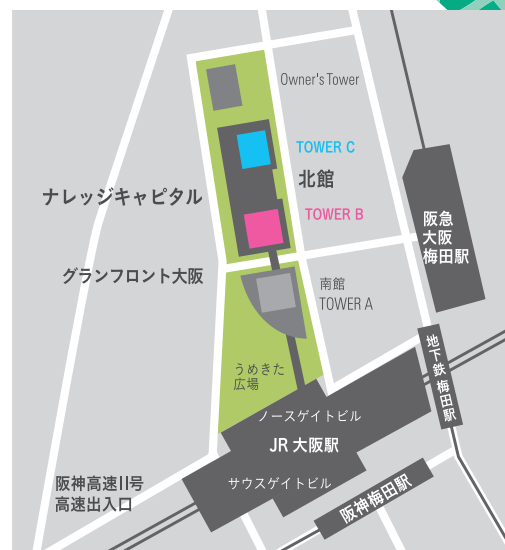 Owner's Tower
TOWER C
北館
ナレッジキャピタル
TOWER B
阪急
大阪
梅田駅
グランフロント大阪
南館
TOWER A
うめきた
広場
地下鉄 梅田駅
ノースゲイトビル
JR 大阪駅
サウスゲイトビル
阪神高速11号
高速出入口
阪神梅田駅